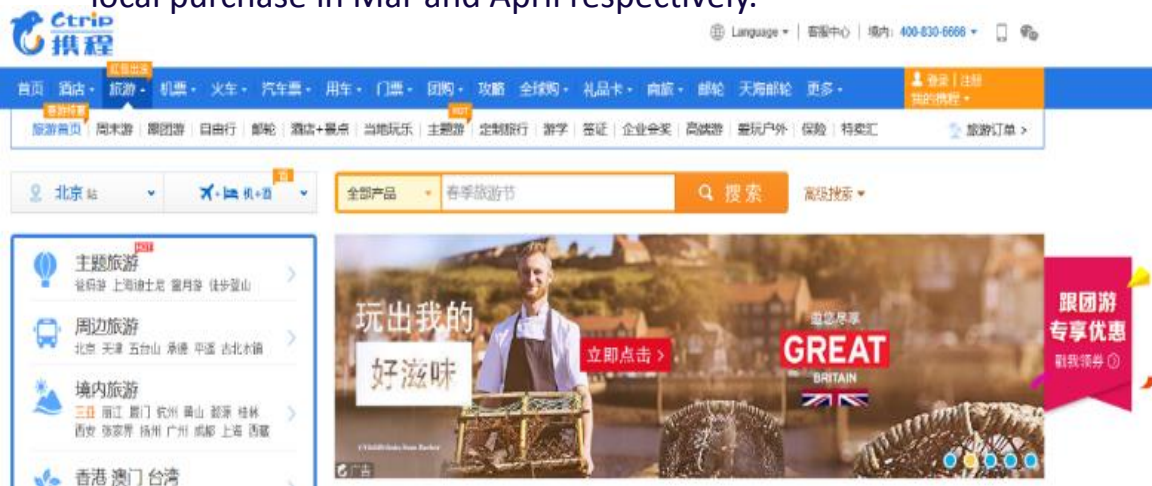 local purchase in Mar and April respectively.
Ctrip
携程
Language
客服中心
境内: 400-830-6666
首页 酒店 旅游 机票 火车 汽车票 用车 门票 团购 攻略 全球购 礼品卡 商旅 邮轮 天海邮轮 更多
登录 | 注册
我的携程
旅游首页 周末游 跟团游 自由行 邮轮 酒店+景点 当地玩乐 主题游 定制旅行 游学 签证 企业会奖 高端游 爱玩户外 保险 特卖汇
HOT
旅游订单 >
北京 站
机+酒
全部产品
春季旅游节
搜索
高级搜索
主题旅游
HOT
上海迪士尼 蜜月游 徒步登山
周边旅游
北京 天津 五台山 承德 平遥 古北水镇
境内旅游
三亚 丽江 厦门 杭州 黄山 婺源 桂林
西安 张家界 扬州 广州 成都 上海 西藏
香港 澳门 台湾
玩出我的
好滋味
立即点击 >
邀您尽享
GREAT
BRITAIN
广告
跟团游
专享优惠
戳我领券